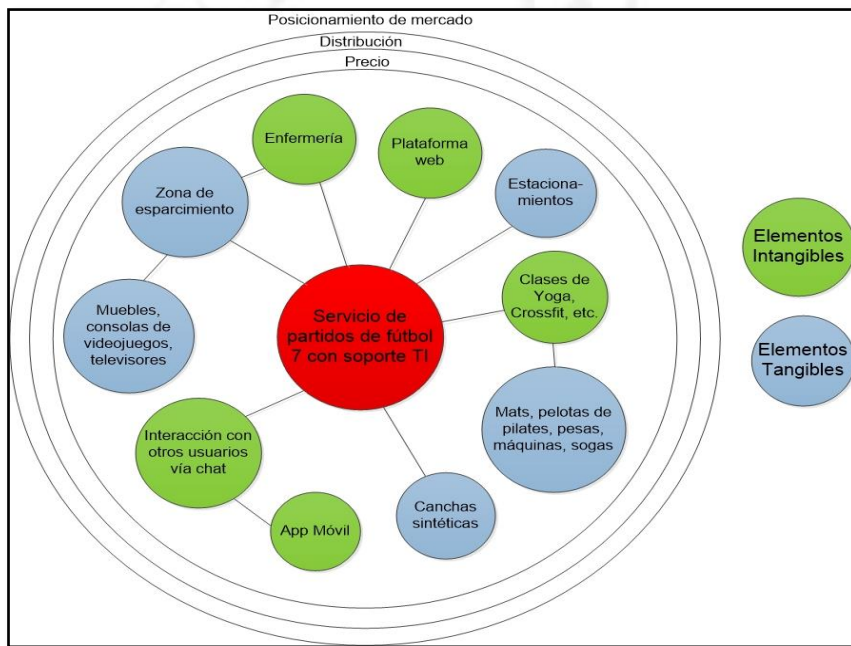 Posicionamiento de mercado
Distribución
Precio
Enfermería
Plataforma
web
Zona de
esparcimiento
Estaciona-
mientos
Elementos
Intangibles
Clases de
Yoga,
Crossfit, etc.
Servicio de
partidos de fútbol
7 con soporte TI
Muebles,
consolas de
videojuegos,
televisores
Elementos
Tangibles
Mats, pelotas de
pilates, pesas,
máquinas, sogas
Interacción con
otros usuarios
vía chat
Canchas
sintéticas
App Móvil